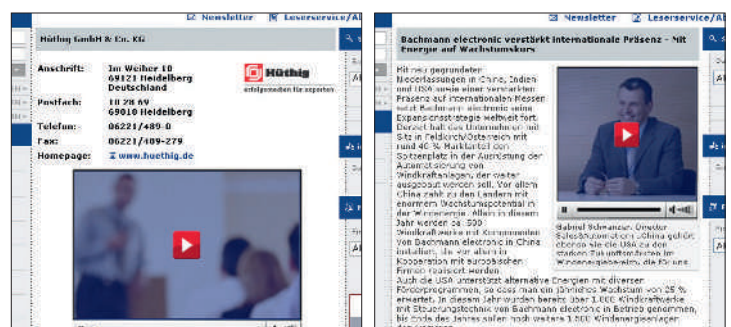 Newsletter Leserservice/Al
Hüthig GmbH & Co. KG
Anschrift: Im Weiher 10
69121 Heidelberg
Deutschland
Hüthig
erfolgsmedien für experten
Postfach: 10 28 69
69010 Heidelberg
Telefon: 06221/489-0
Fax: 06221/489-279
Homepage: www.huethig.de
Newsletter Leserservice/Al
Bachmann electronic verstärkt internationale Präsenz - Mit
Energie auf Wachstumskurs
Mit neu gegründeten
Niederlassungen in China, Indien
und USA sowie einer verstärkten
Präsenz auf internationalen Messen
setzt Bachmann electronic seine
Expansionsstrategie weltweit fort.
Derzeit hält das Unternehmen mit
Sitz in Feldkirch/Österreich mit
rund 40 % Marktanteil den
Spitzenplatz in der Ausrüstung der
Automatisierung von
Windkraftanlagen, der weiter
ausgebaut werden soll. Vor allem
China zählt zu den Ländern mit
enormem Wachstumspotential in
der Windenergie. Allein in diesem
Jahr werden ca. 500
Windkraftwerke mit Komponenten
von Bachmann electronic in China
installiert, die vor allem in
Kooperation mit europäischen
Firmen realisiert werden.
Gabriel Schwanzer, Director
Sales&Automation: „China gehört
ebenso wie die USA zu den
starken Zukunftsmärkten im
Windenergiebereich, die für uns
Auch die USA unterstützt alternative Energien mit diversen
Förderprogrammen, so dass man ein jährliches Wachstum von 25 %
erwartet. In diesem Jahr wurden bereits über 1.000 Windkraftwerke
mit Steuerungstechnik von Bachmann electronic in Betrieb genommen,
bis Ende des Jahres sollen noch weitere 1.500 Windenergieanlagen